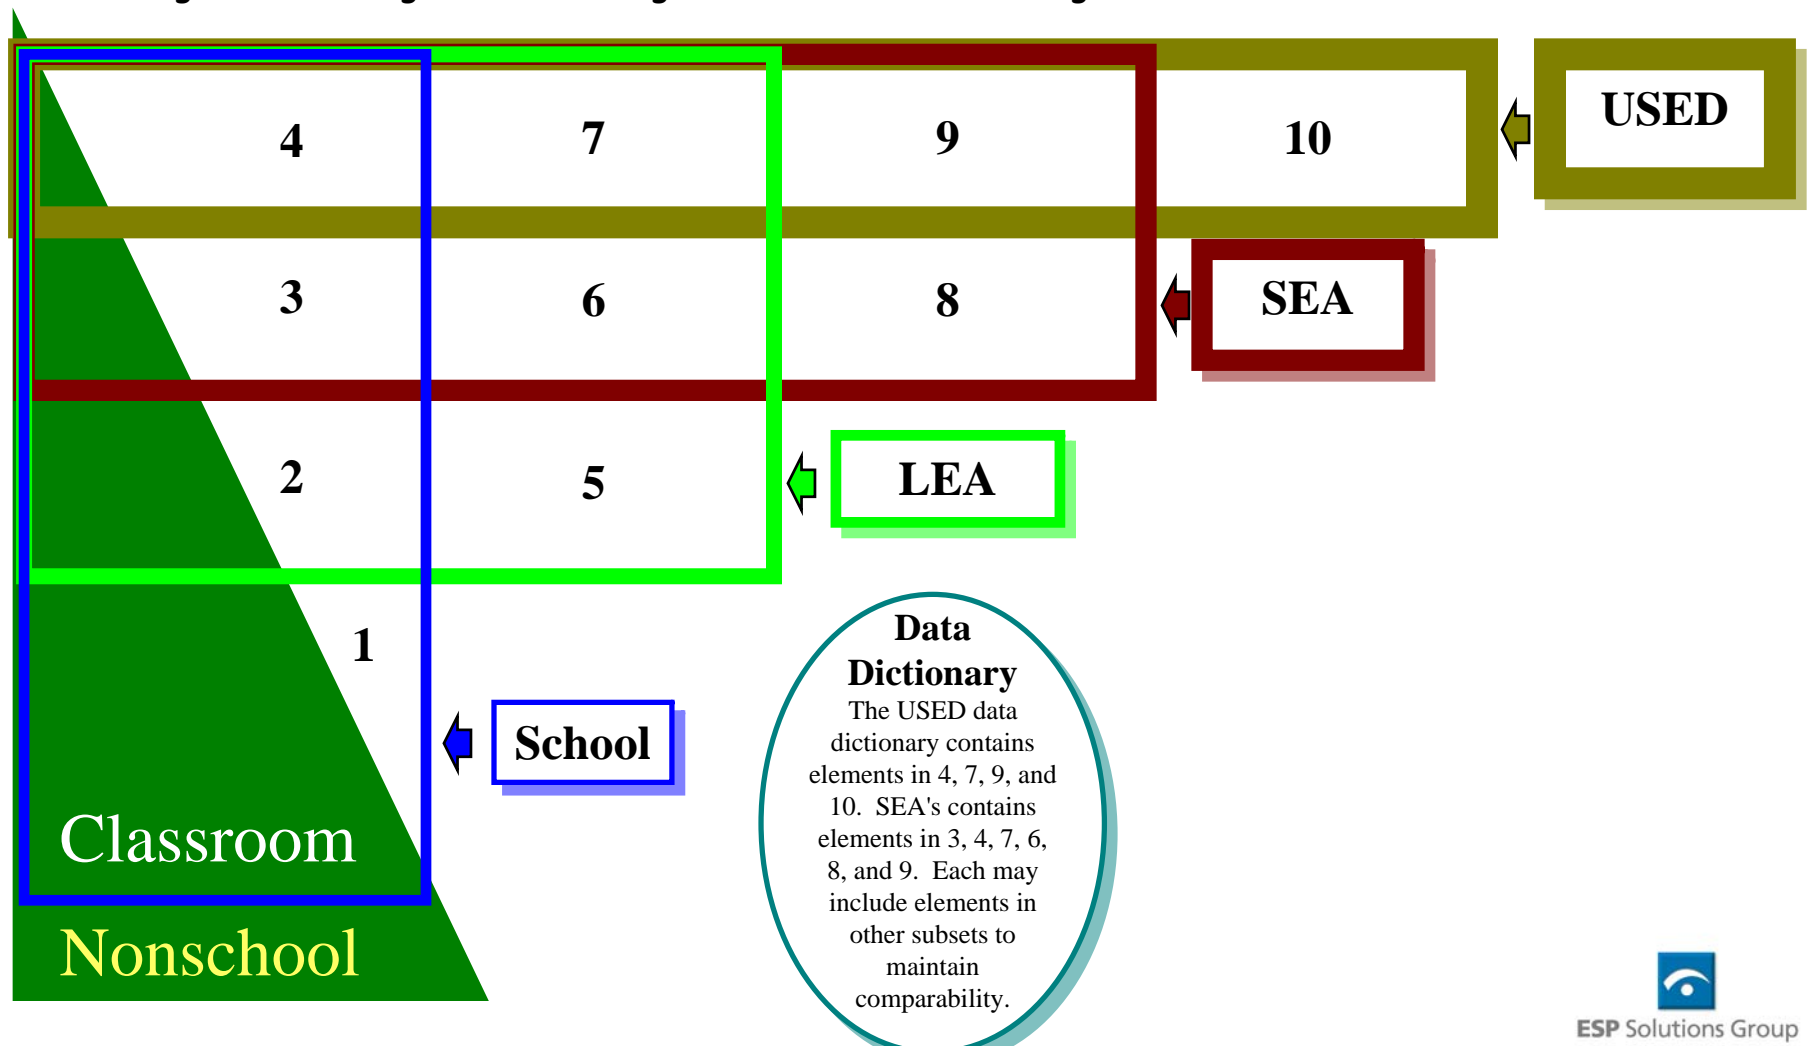 4 7 9 10 USED
3 6 8 SEA
2 5 LEA
1
School
Classroom
Nonschool
Data
Dictionary
The USED data
dictionary contains
elements in 4, 7, 9, and
10. SEA's contains
elements in 3, 4, 7, 6,
8, and 9. Each may
include elements in
other subsets to
maintain
comparability.
ESP Solutions Group